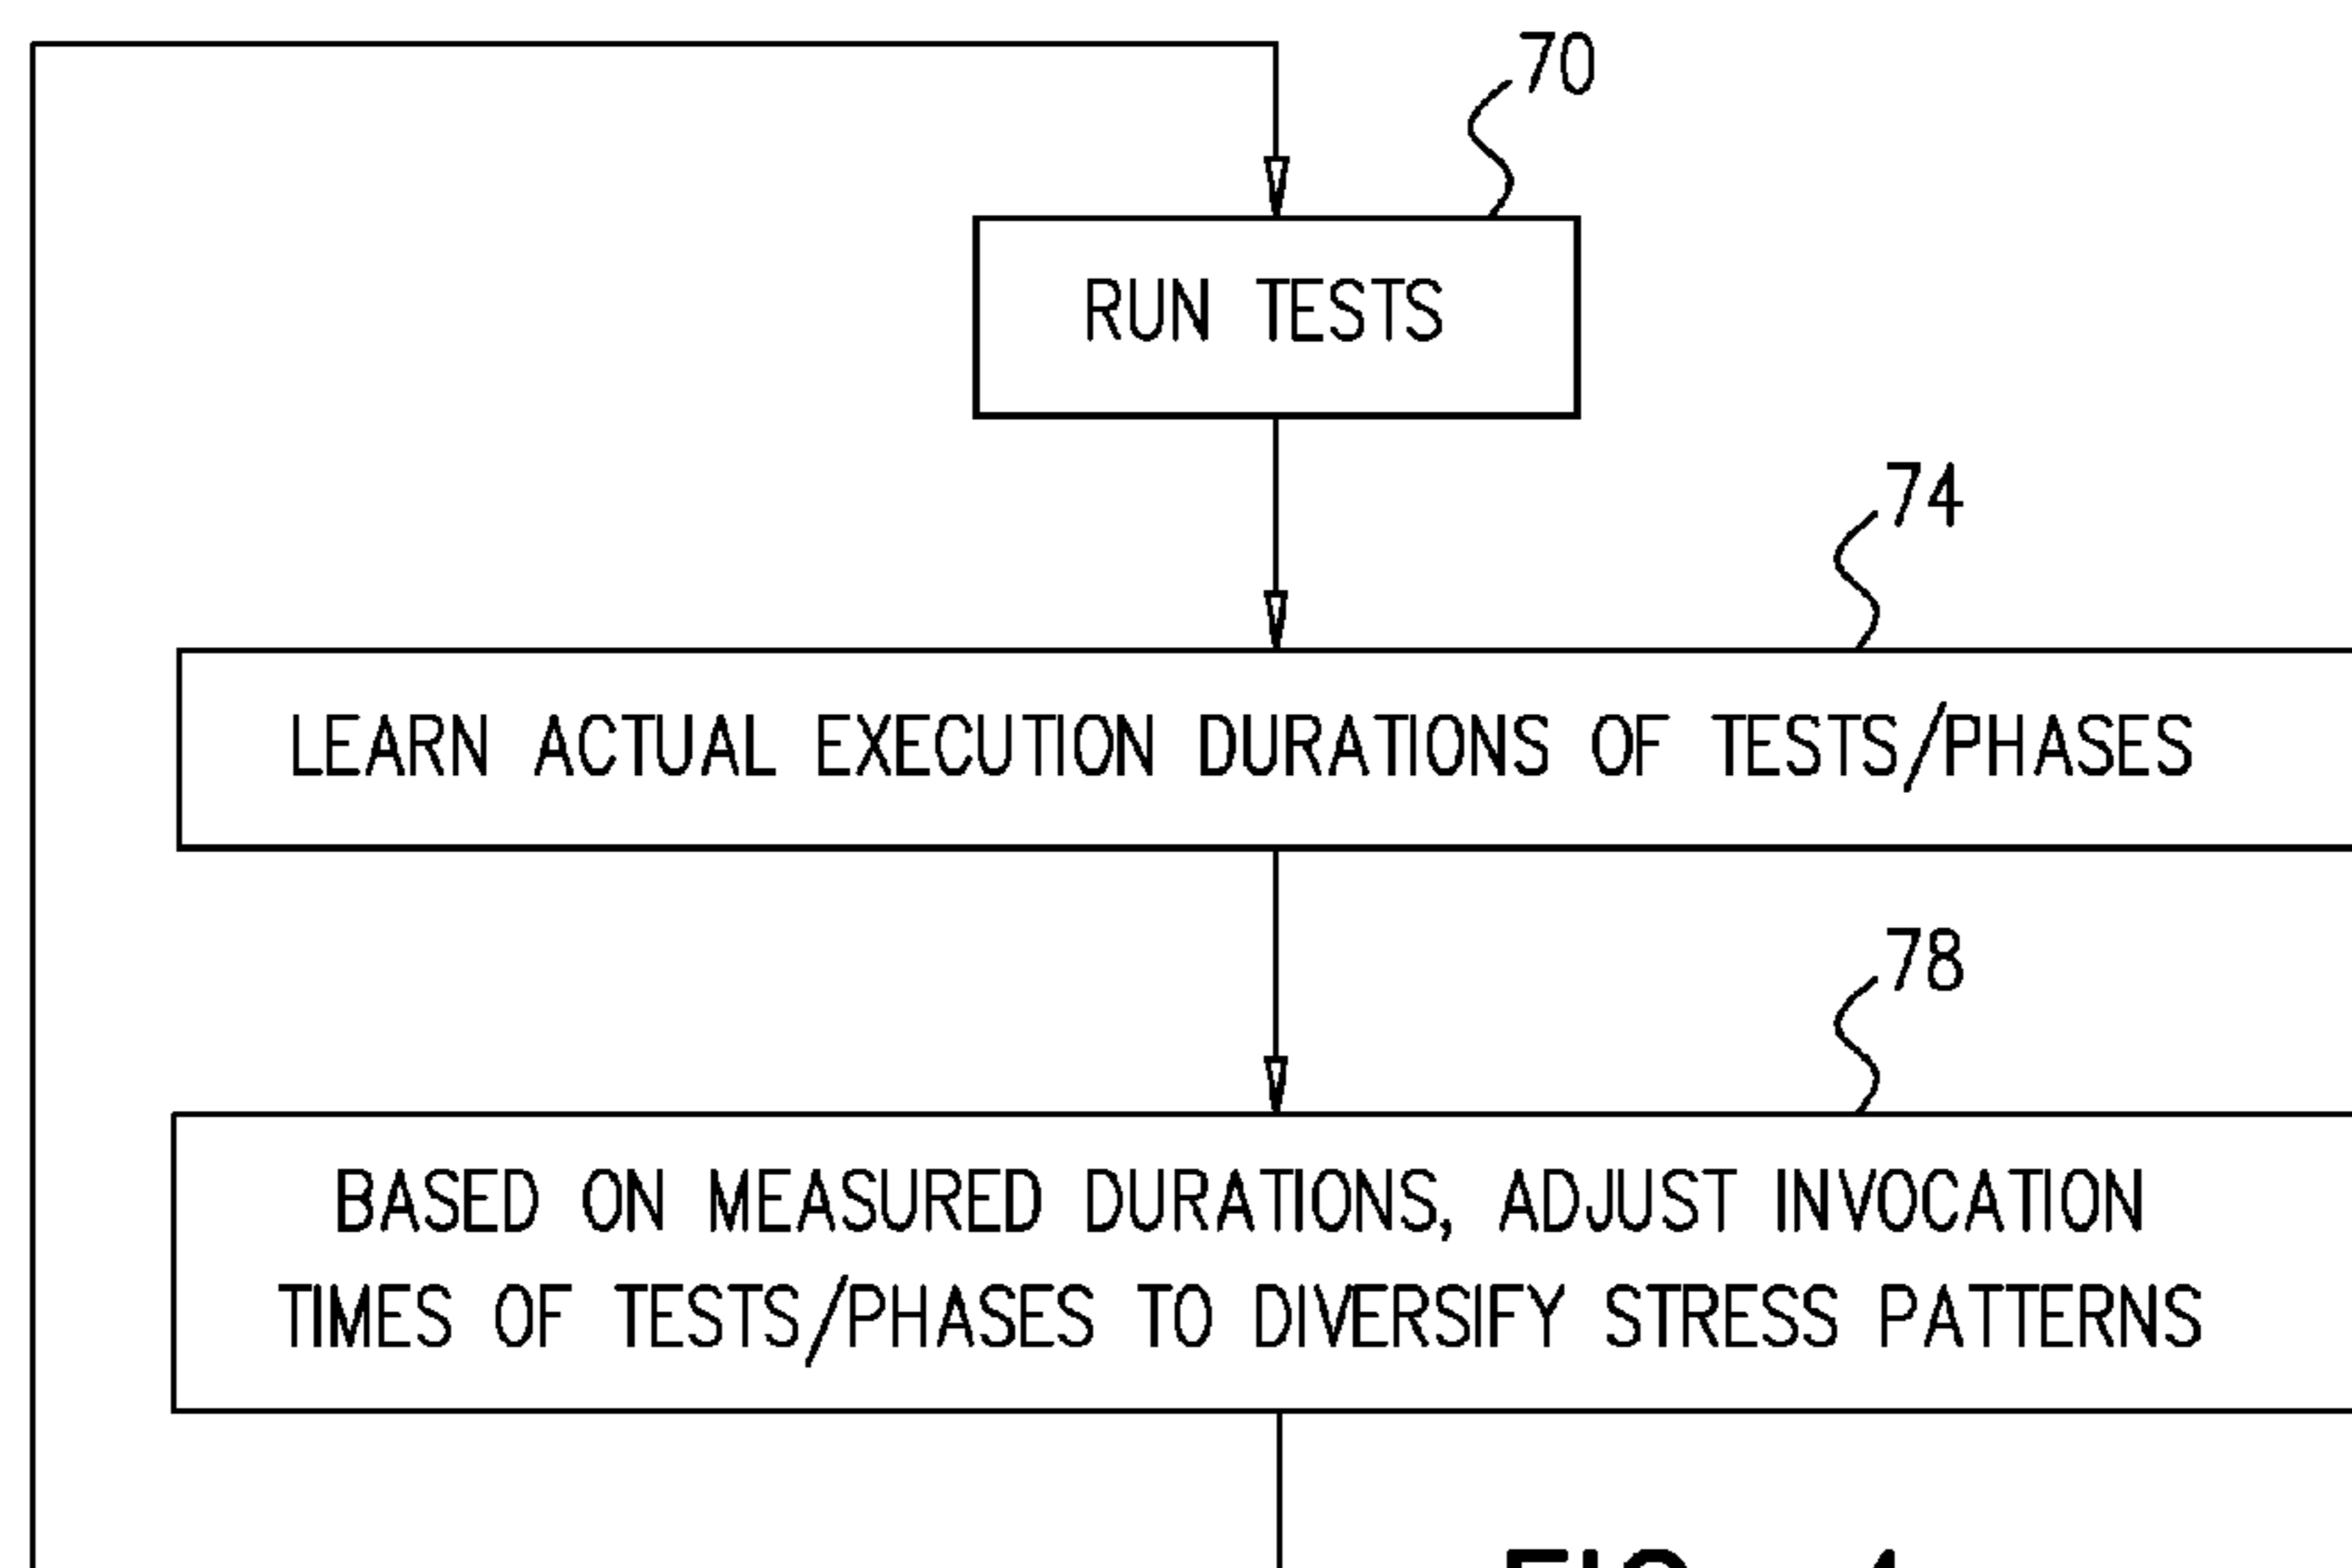 70
RUN TESTS
74
LEARN ACTUAL EXECUTION DURATIONS OF TESTS/PHASES
78
BASED ON MEASURED DURATIONS, ADJUST INVOCATION
TIMES OF TESTS/PHASES TO DIVERSIFY STRESS PATTERNS